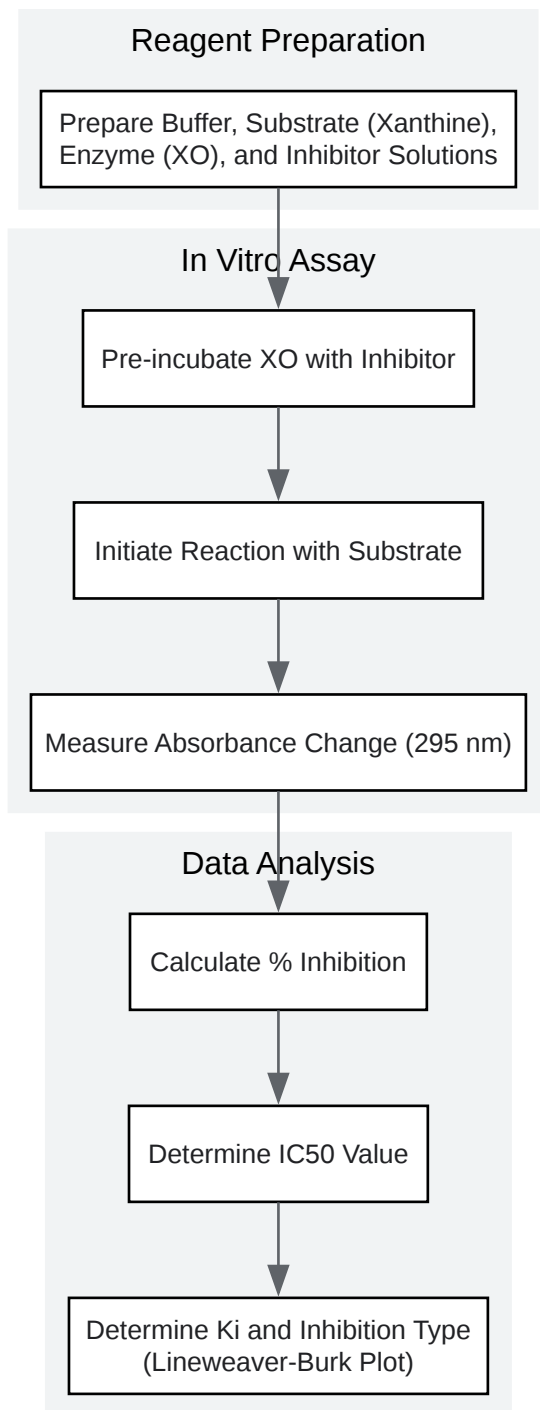 Reagent Preparation
Prepare Buffer, Substrate (Xanthine),
Enzyme (XO), and Inhibitor Solutions
In Vitro Assay
Pre-incubate XO with Inhibitor
Initiate Reaction with Substrate
Measure Absorbance Change (295 nm)
Data Analysis
Calculate % Inhibition
Determine IC50 Value
Determine Ki and Inhibition Type
(Lineweaver-Burk Plot)